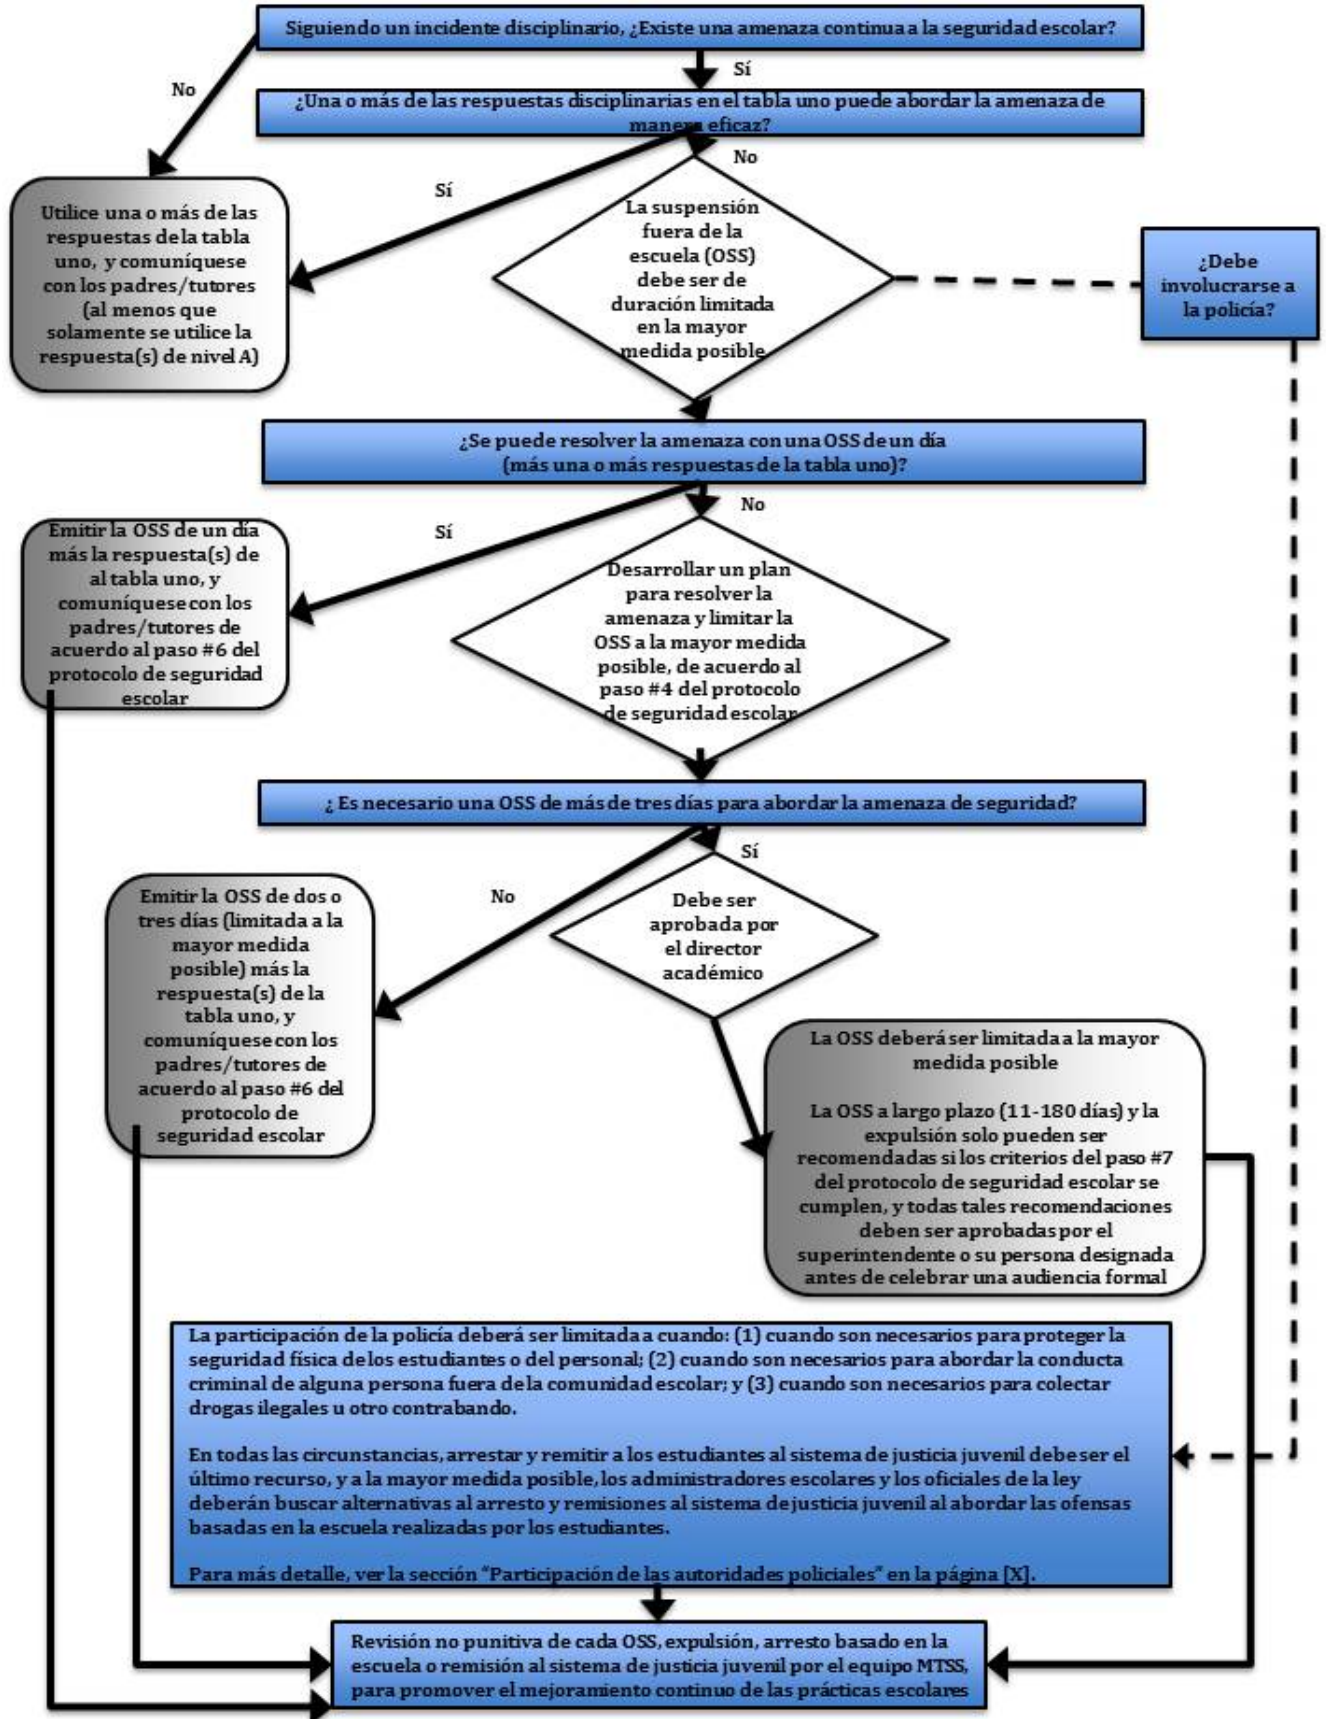 Siguiendo un incidente disciplinario, ¿Existe una amenaza continua a la seguridad escolar?
No
Sí
¿Una o más de las respuestas disciplinarias en el tabla uno puede abordar la amenaza de
manera eficaz?
Sí
No
Utilice una o más de las
respuestas de la tabla
uno, y comuníquese
con los padres/tutores
(al menos que
solamente se utilice la
respuesta(s) de nivel A)
La suspensión
fuera de la
escuela (OSS)
debe ser de
duración limitada
en la mayor
medida posible
¿Debe
involucrarse a
la policía?
¿Se puede resolver la amenaza con una OSS de un día
(más una o más respuestas de la tabla uno)?
Sí
No
Emitir la OSS de un día
más la respuesta(s) de
al tabla uno, y
comuníquese con los
padres/tutores de
acuerdo al paso #6 del
protocolo de seguridad
escolar
Desarrollar un plan
para resolver la
amenaza y limitar la
OSS a la mayor medida
posible, de acuerdo al
paso #4 del protocolo
de seguridad escolar
¿ Es necesario una OSS de más de tres días para abordar la amenaza de seguridad?
No
Sí
Emitir la OSS de dos o
tres días (limitada a la
mayor medida
posible) más la
respuesta(s) de la
tabla uno, y
comuníquese con los
padres/tutores de
acuerdo al paso #6 del
protocolo de
seguridad escolar
Debe ser
aprobada por
el director
académico
La OSS deberá ser limitada a la mayor
medida posible
La OSS a largo plazo (11-180 días) y la
expulsión solo pueden ser
recomendadas si los criterios del paso #7
del protocolo de seguridad escolar se
cumplen, y todas tales recomendaciones
deben ser aprobadas por el
superintendente o su persona designada
antes de celebrar una audiencia formal
La participación de la policía deberá ser limitada a cuando: (1) cuando son necesarios para proteger la
seguridad física de los estudiantes o del personal; (2) cuando son necesarios para abordar la conducta
criminal de alguna persona fuera de la comunidad escolar; y (3) cuando son necesarios para colectar
drogas ilegales u otro contrabando.
En todas las circunstancias, arrestar y remitir a los estudiantes al sistema de justicia juvenil debe ser el
último recurso, y a la mayor medida posible, los administradores escolares y los oficiales de la ley
deberán buscar alternativas al arresto y remisiones al sistema de justicia juvenil al abordar las ofensas
basadas en la escuela realizadas por los estudiantes.
Para más detalle, ver la sección "Participación de las autoridades policiales" en la página [X].
Revisión no punitiva de cada OSS, expulsión, arresto basado en la
escuela o remisión al sistema de justicia juvenil por el equipo MTSS,
para promover el mejoramiento continuo de las prácticas escolares